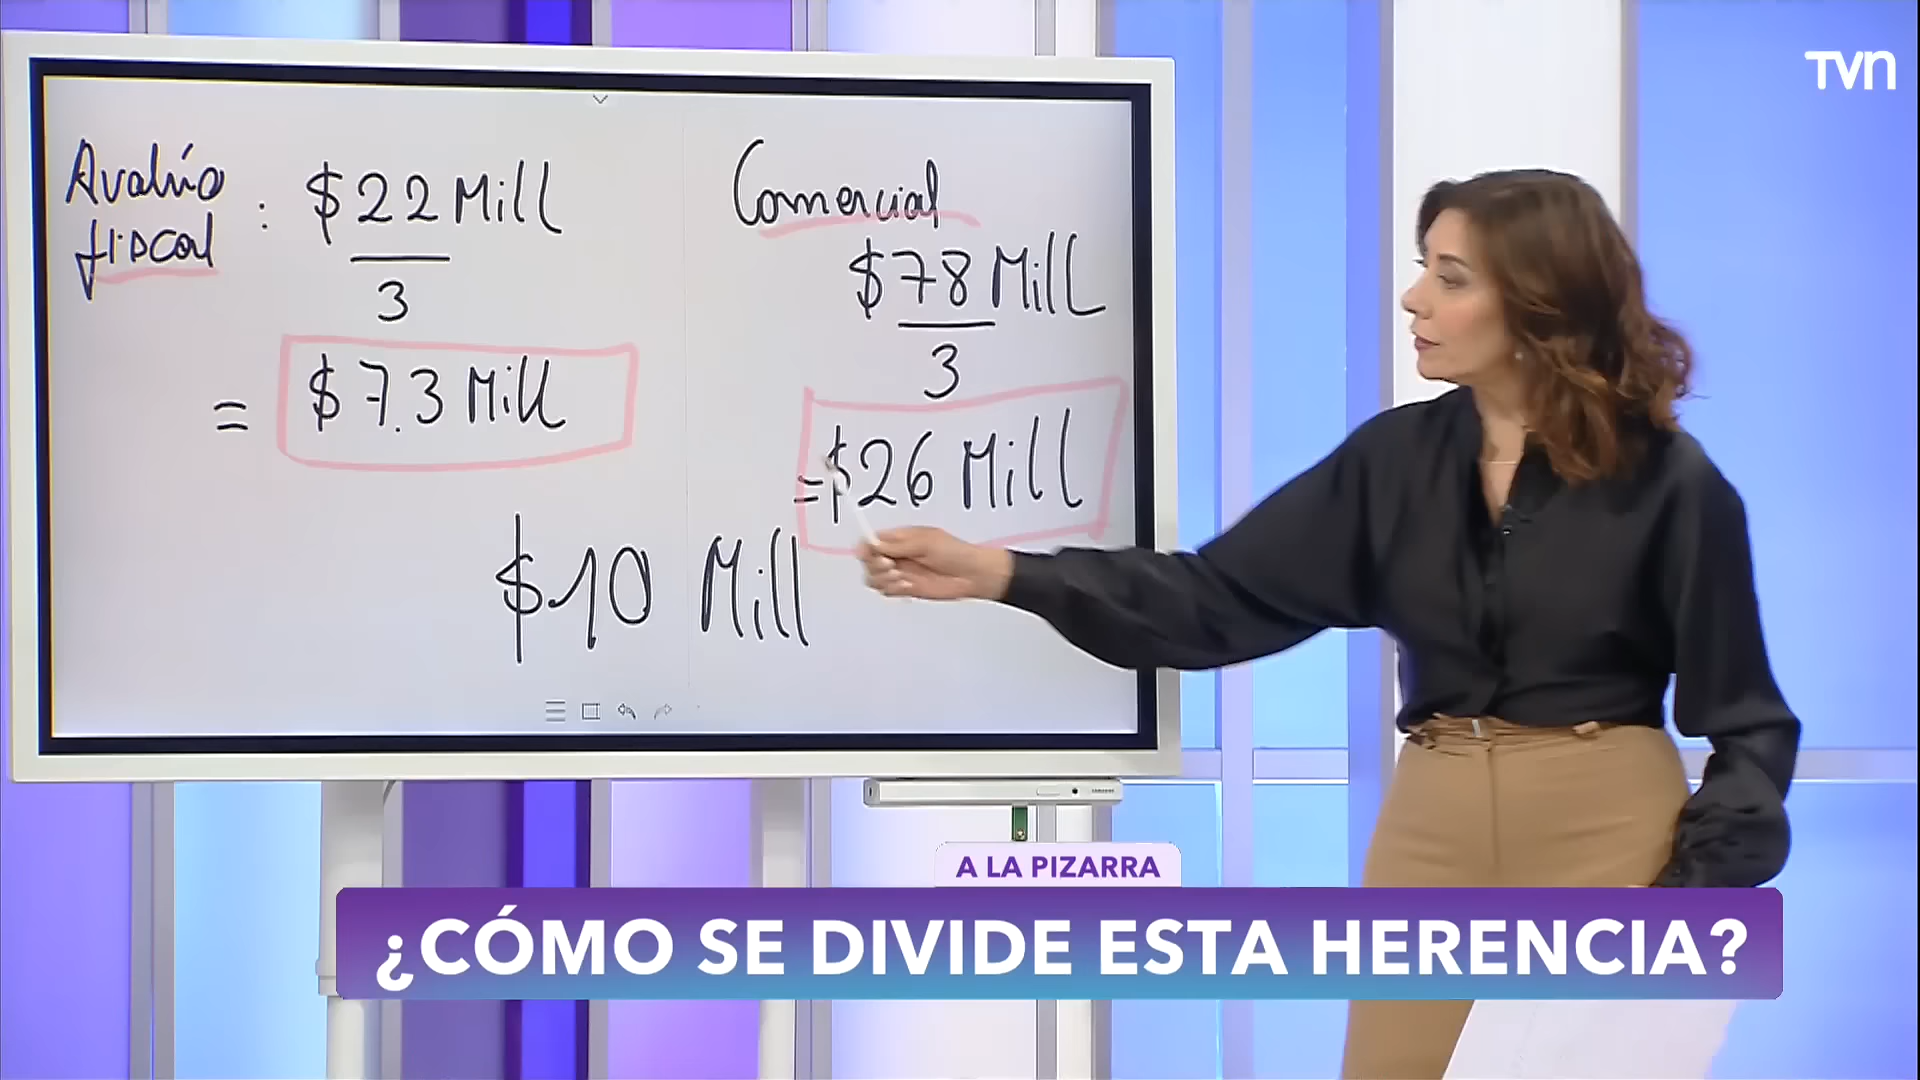 TVN
Avalúo
fiscal : $22 Mill
3
= $7.3 Mill
Comercial
$78 Mill
3
=$26 Mill
$10 Mill
A LA PIZARRA
¿CÓMO SE DIVIDE ESTA HERENCIA?